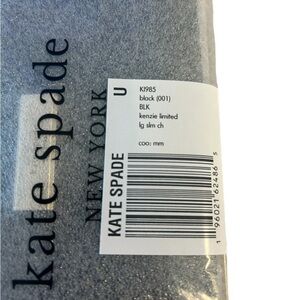 kate spade
NEW YORK
KATE SPADE
U
KI985
black (001)
BLK
kenzie limited
lg slm ch
coo: mm
1 96021 62486 5